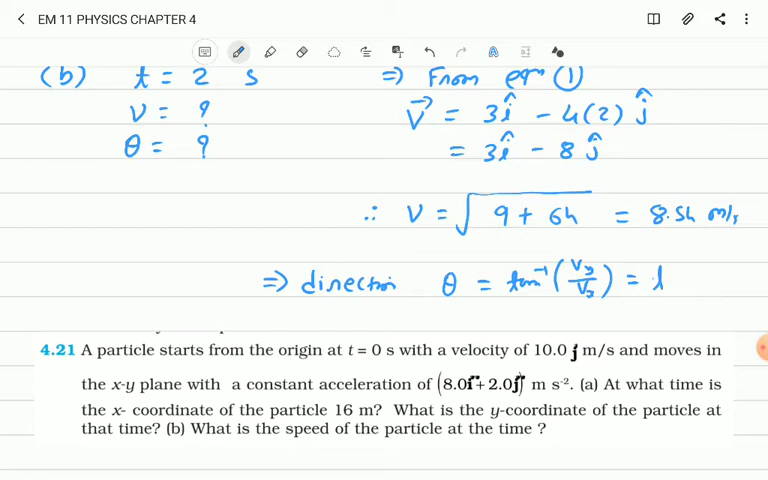 EM 11 PHYSICS CHAPTER 4
(b) t = 2 s ⇒ From eqn ①
v = ? V⃗ = 3î − 4(2) ĵ
θ = ? = 3î − 8 ĵ
∴ v = √(9 + 64) = 8.54 m/s
⇒ direction θ = tan⁻¹(Vy/Vx) = t
4.21 A particle starts from the origin at t = 0 s with a velocity of 10.0 ĵ m/s and moves in
the x-y plane with a constant acceleration of (8.0î + 2.0ĵ) m s⁻². (a) At what time is
the x- coordinate of the particle 16 m? What is the y-coordinate of the particle at
that time? (b) What is the speed of the particle at the time ?